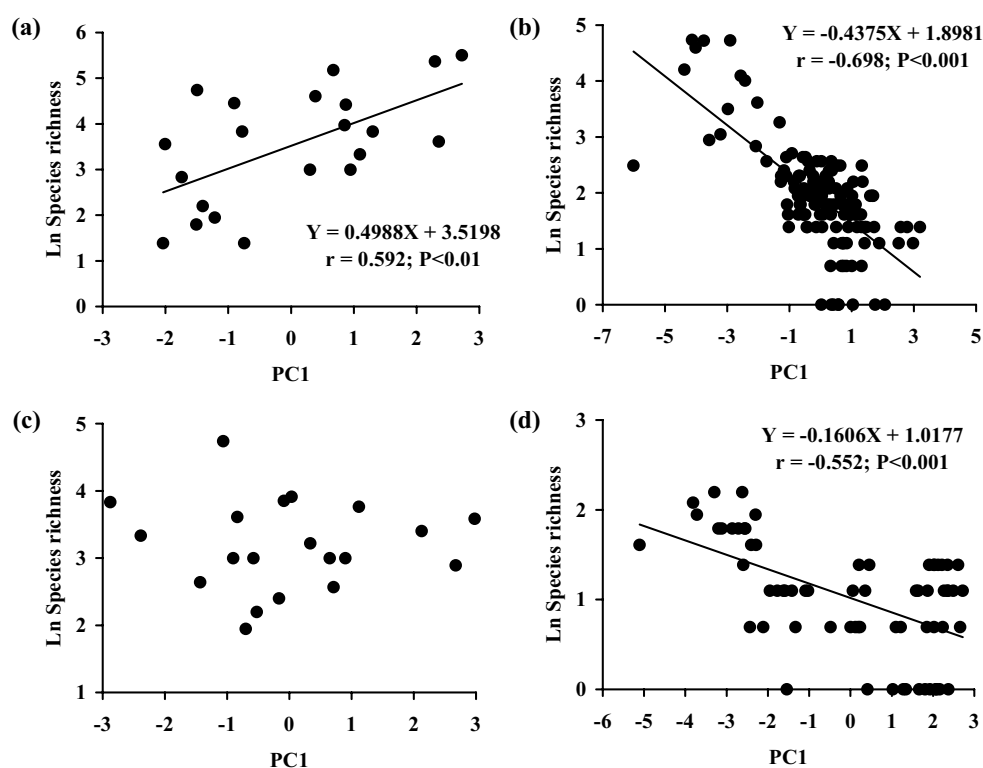 (a)
Ln Species richness
6
5
4
3
2
1
0
Y = 0.4988X + 3.5198
r = 0.592; P<0.01
-3 -2 -1 0 1 2 3
PC1
(b)
Ln Species richness
5
4
3
2
1
0
Y = -0.4375X + 1.8981
r = -0.698; P<0.001
-7 -5 -3 -1 1 3 5
PC1
(c)
Ln Species richness
5
4
3
2
1
-3 -2 -1 0 1 2 3
PC1
(d)
Ln Species richness
3
2
1
0
Y = -0.1606X + 1.0177
r = -0.552; P<0.001
-6 -5 -4 -3 -2 -1 0 1 2 3
PC1